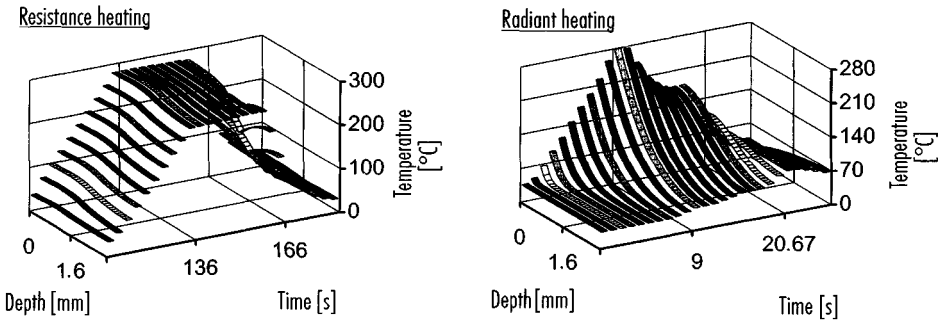 Resistance heating
300
200
100
0
Temperature
[°C]
0
1.6
136
166
Depth [mm]
Time [s]
Radiant heating
280
210
140
70
0
Temperature
[°C]
0
1.6
9
20.67
Depth [mm]
Time [s]